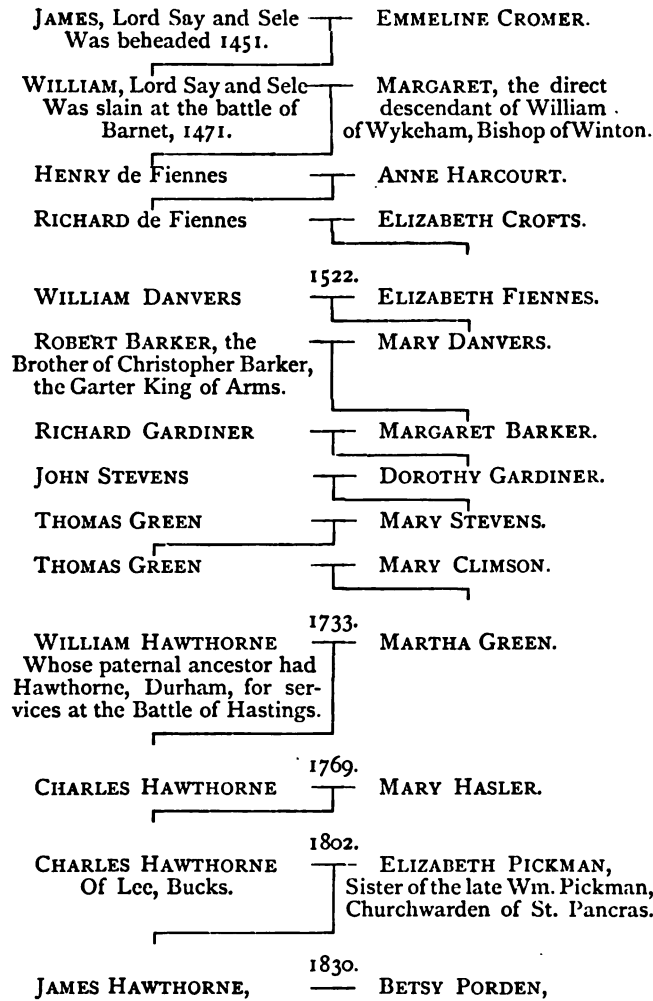 JAMES, Lord Say and Sele EMMELINE CROMER.
Was beheaded 1451.
WILLIAM, Lord Say and Sele MARGARET, the direct
Was slain at the battle of descendant of William
Barnet, 1471. of Wykeham, Bishop of Winton.
HENRY de Fiennes ANNE HARCOURT.
RICHARD de Fiennes ELIZABETH CROFTS.
1522.
WILLIAM DANVERS ELIZABETH FIENNES.
ROBERT BARKER, the MARY DANVERS.
Brother of Christopher Barker,
the Garter King of Arms.
RICHARD GARDINER MARGARET BARKER.
JOHN STEVENS DOROTHY GARDINER.
THOMAS GREEN MARY STEVENS.
THOMAS GREEN MARY CLIMSON.
1733.
WILLIAM HAWTHORNE MARTHA GREEN.
Whose paternal ancestor had
Hawthorne, Durham, for ser-
vices at the Battle of Hastings.
1769.
CHARLES HAWTHORNE MARY HASLER.
1802.
CHARLES HAWTHORNE ELIZABETH PICKMAN,
Of Lee, Bucks. Sister of the late Wm. Pickman,
Churchwarden of St. Pancras.
1830.
JAMES HAWTHORNE, BETSY PORDEN,